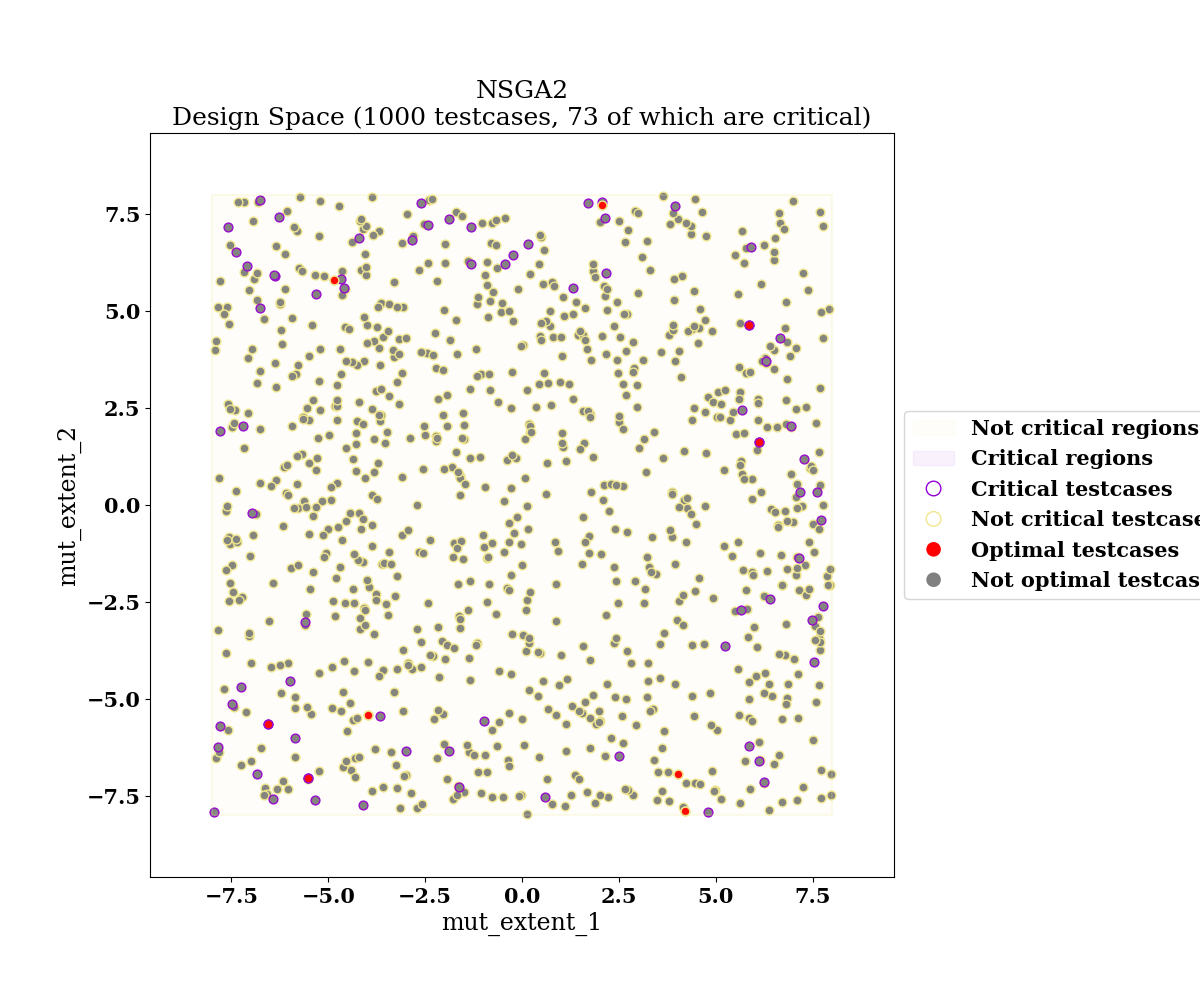 NSGA2
Design Space (1000 testcases, 73 of which are critical)
7.5
5.0
2.5
0.0
−2.5
−5.0
−7.5
mut_extent_2
−7.5 −5.0 −2.5 0.0 2.5 5.0 7.5
mut_extent_1
Not critical regions
Critical regions
Critical testcases
Not critical testcase
Optimal testcases
Not optimal testcas